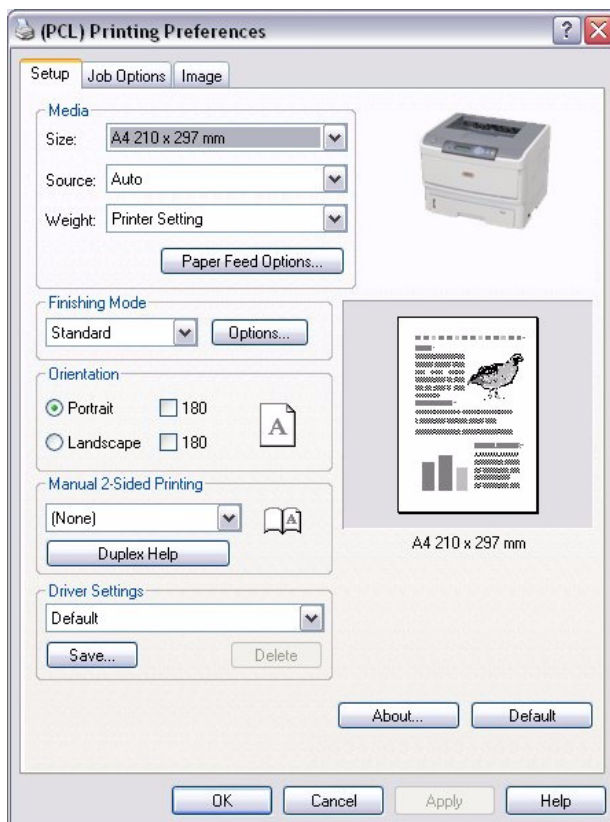 (PCL) Printing Preferences
Setup Job Options Image
Media
Size: A4 210 x 297 mm
Source: Auto
Weight: Printer Setting
Paper Feed Options...
Finishing Mode
Standard Options...
Orientation
Portrait 180
Landscape 180
A
Manual 2-Sided Printing
(None)
A
Duplex Help
A4 210 x 297 mm
Driver Settings
Default
Save... Delete
About... Default
OK Cancel Apply Help